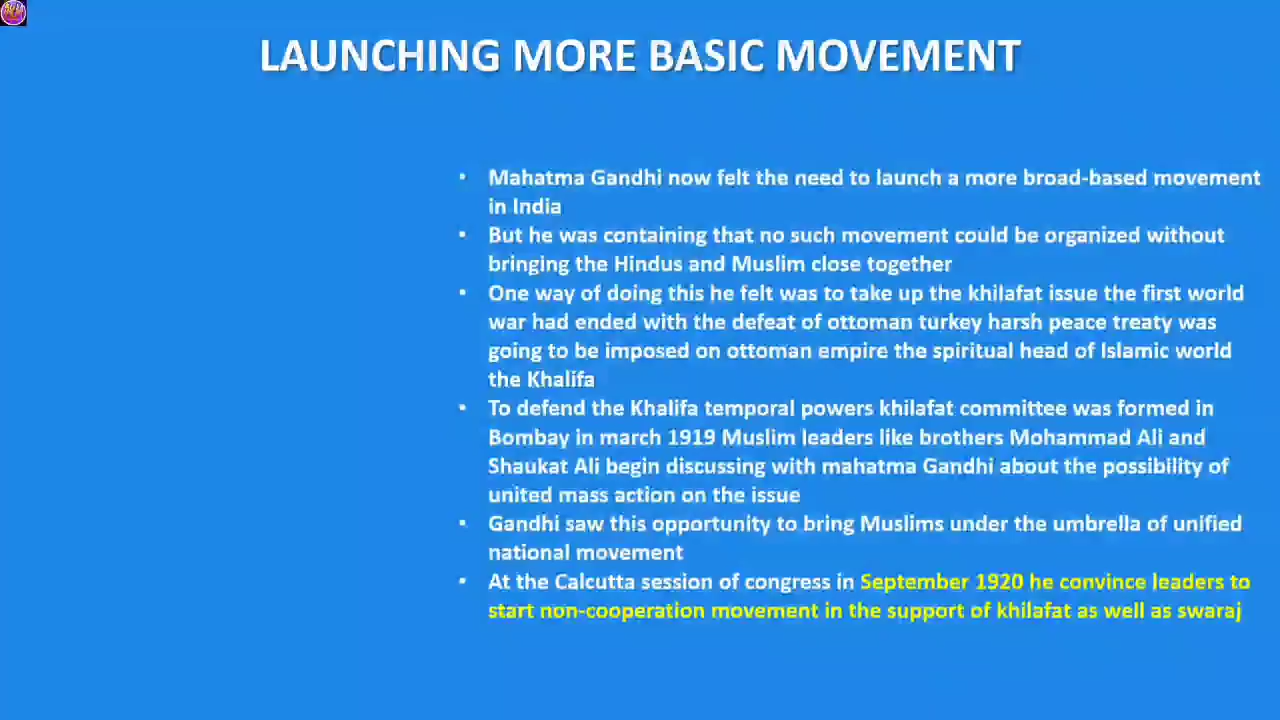 LAUNCHING MORE BASIC MOVEMENT
• Mahatma Gandhi now felt the need to launch a more broad-based movement
in India
• But he was containing that no such movement could be organized without
bringing the Hindus and Muslim close together
• One way of doing this he felt was to take up the khilafat issue the first world
war had ended with the defeat of ottoman turkey harsh peace treaty was
going to be imposed on ottoman empire the spiritual head of Islamic world
the Khalifa
• To defend the Khalifa temporal powers khilafat committee was formed in
Bombay in march 1919 Muslim leaders like brothers Mohammad Ali and
Shaukat Ali begin discussing with mahatma Gandhi about the possibility of
united mass action on the issue
• Gandhi saw this opportunity to bring Muslims under the umbrella of unified
national movement
• At the Calcutta session of congress in September 1920 he convince leaders to
start non-cooperation movement in the support of khilafat as well as swaraj